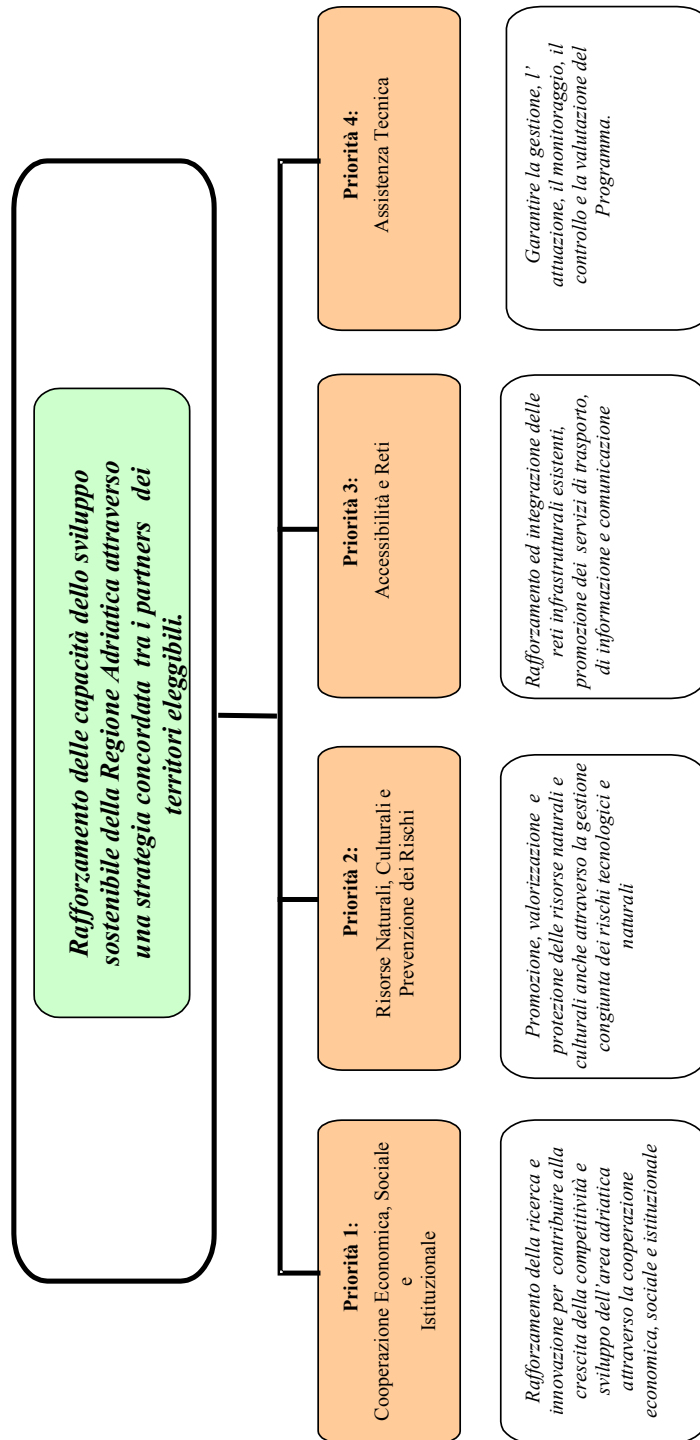 Rafforzamento delle capacità dello sviluppo
sostenibile della Regione Adriatica attraverso
una strategia concordata tra i partners dei
territori eleggibili.
Priorità 1:
Cooperazione Economica, Sociale
e
Istituzionale
Priorità 2:
Risorse Naturali, Culturali e
Prevenzione dei Rischi
Priorità 3:
Accessibilità e Reti
Priorità 4:
Assistenza Tecnica
Rafforzamento della ricerca e
innovazione per contribuire alla
crescita della competitività e
sviluppo dell’area adriatica
attraverso la cooperazione
economica, sociale e istituzionale
Promozione, valorizzazione e
protezione delle risorse naturali e
culturali anche attraverso la gestione
congiunta dei rischi tecnologici e
naturali
Rafforzamento ed integrazione delle
reti infrastrutturali esistenti,
promozione dei servizi di trasporto,
di informazione e comunicazione
Garantire la gestione, l’
attuazione, il monitoraggio, il
controllo e la valutazione del
Programma.